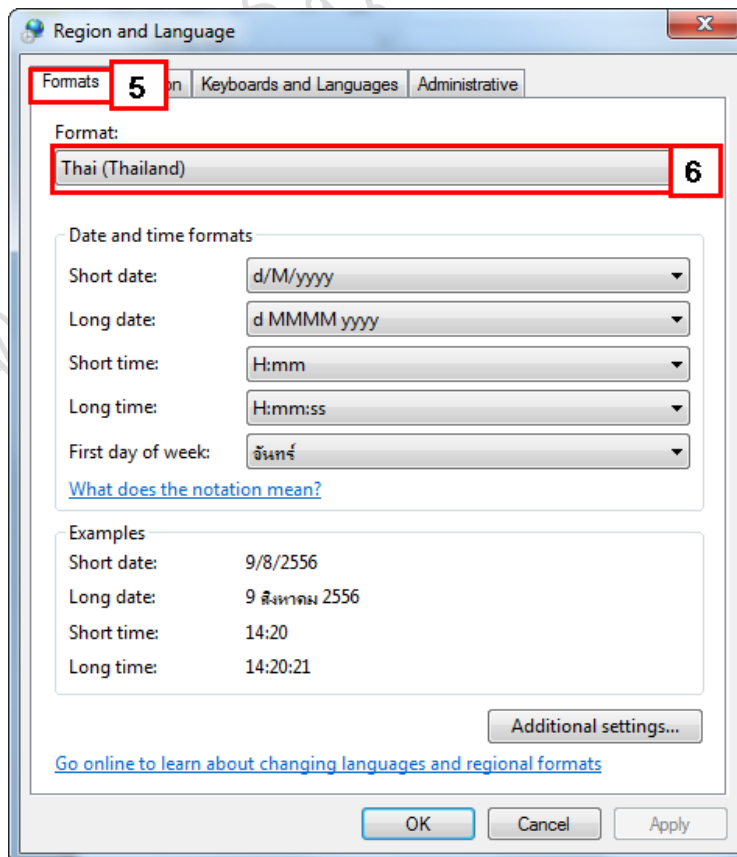 Region and Language
Formats 5 on Keyboards and Languages Administrative
Format:
Thai (Thailand) 6
Date and time formats
Short date: d/M/yyyy
Long date: d MMMM yyyy
Short time: H:mm
Long time: H:mm:ss
First day of week: จันทร์
What does the notation mean?
Examples
Short date: 9/8/2556
Long date: 9 สิงหาคม 2556
Short time: 14:20
Long time: 14:20:21
Additional settings...
Go online to learn about changing languages and regional formats
OK Cancel Apply